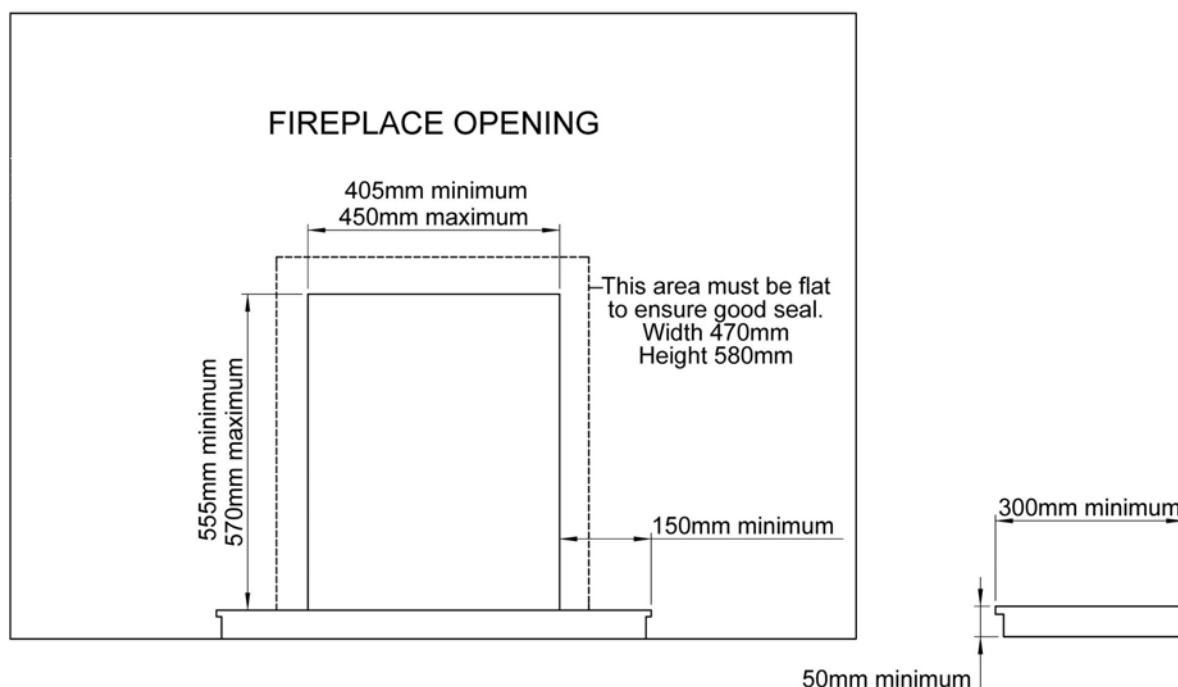 FIREPLACE OPENING
405mm minimum
450mm maximum
This area must be flat
to ensure good seal.
Width 470mm
Height 580mm
555mm minimum
570mm maximum
150mm minimum
300mm minimum
50mm minimum